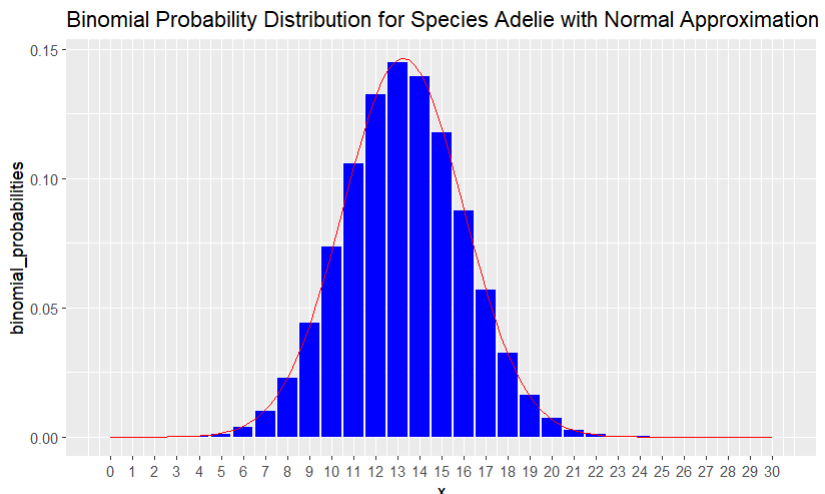 Binomial Probability Distribution for Species Adelie with Normal Approximation
0.15
0.10
0.05
0.00
binomial_probabilities
0 1 2 3 4 5 6 7 8 9 10 11 12 13 14 15 16 17 18 19 20 21 22 23 24 25 26 27 28 29 30
x